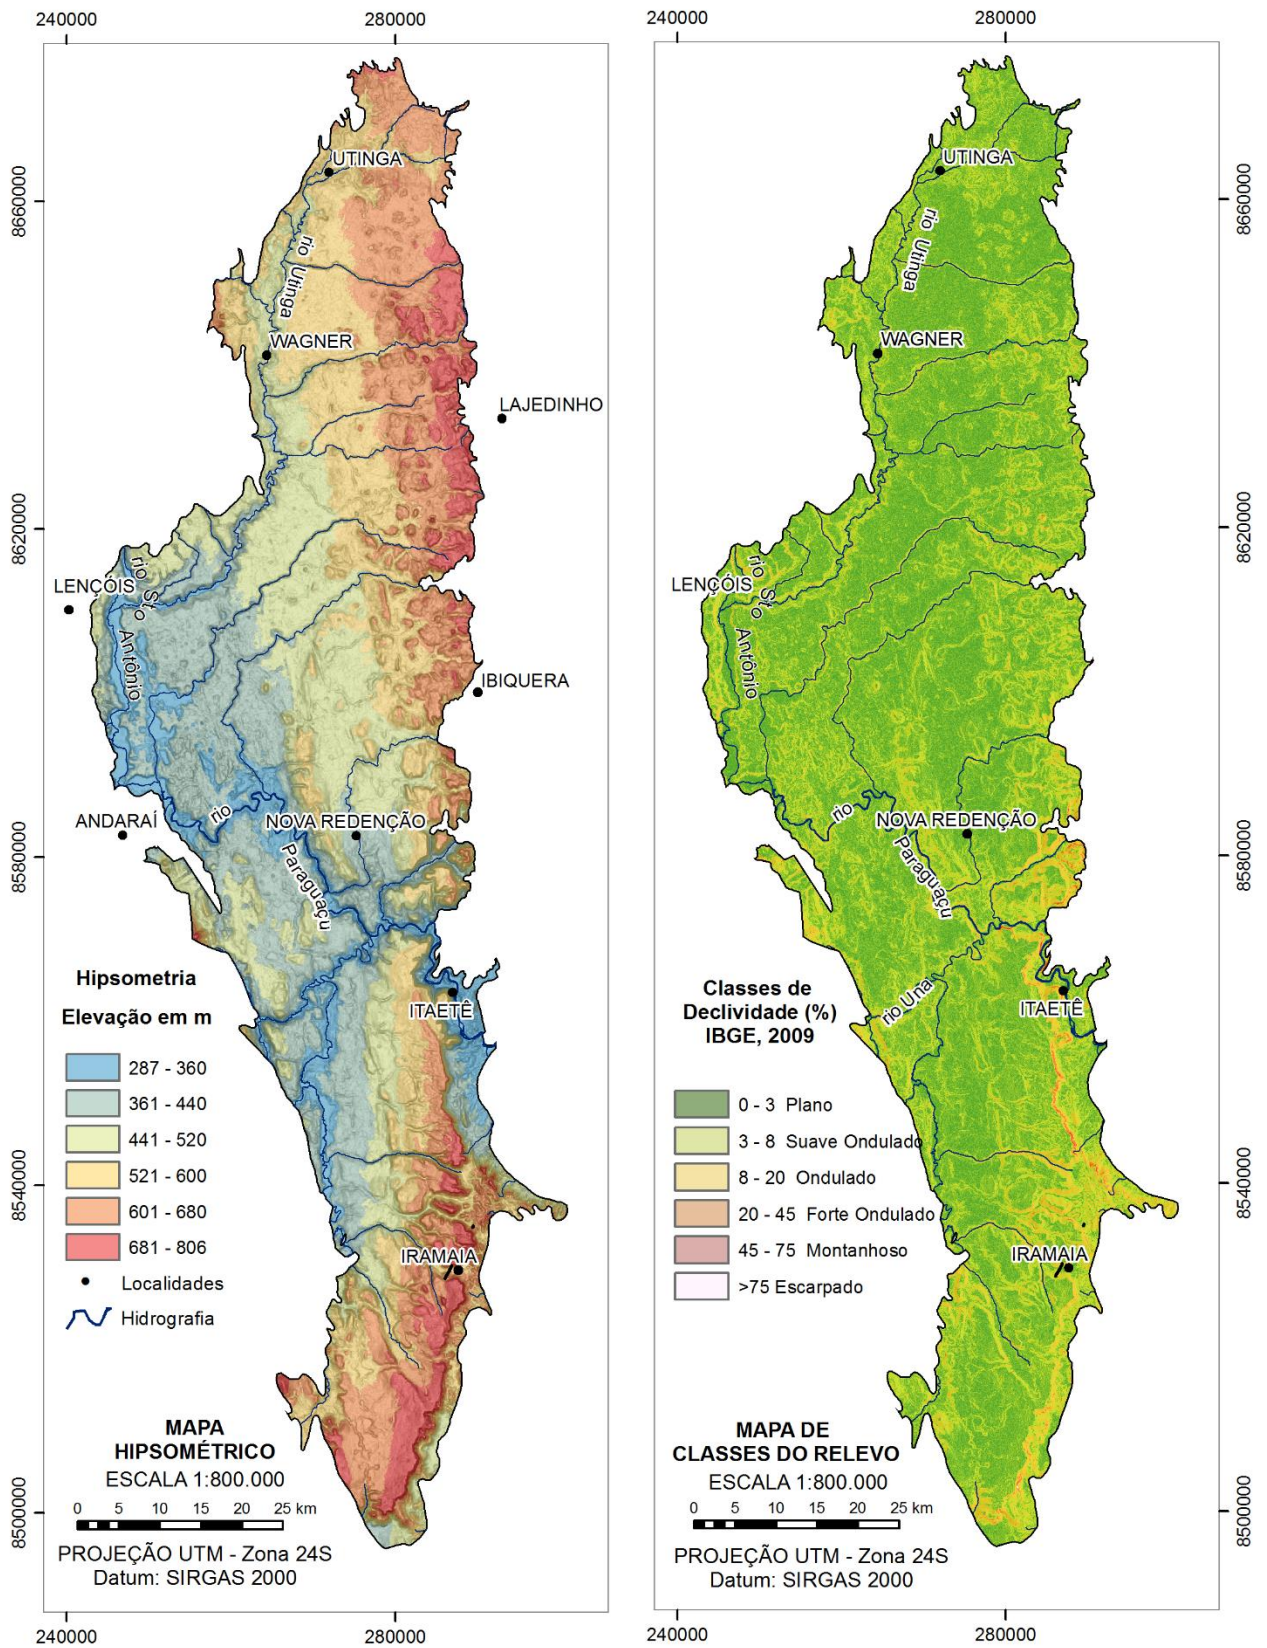 240000
280000
8660000
8620000
8580000
8540000
8500000
UTINGA
rio Utinga
WAGNER
LAJEDINHO
LENÇÓIS
rio Sto Antônio
IBIQUERA
ANDARAÍ
rio
NOVA REDENÇÃO
Paraguaçu
ITAETÊ
IRAMAIA
Hipsometria
Elevação em m
287 - 360
361 - 440
441 - 520
521 - 600
601 - 680
681 - 806
Localidades
Hidrografia
MAPA
HIPSOMÉTRICO
ESCALA 1:800.000
0 5 10 15 20 25 km
PROJEÇÃO UTM - Zona 24S
Datum: SIRGAS 2000
240000
280000
240000
280000
UTINGA
rio Utinga
WAGNER
LENÇÓIS
rio Sto Antônio
rio
NOVA REDENÇÃO
Paraguaçu
rio Una
ITAETÊ
IRAMAIA
Classes de
Declividade (%)
IBGE, 2009
0 - 3 Plano
3 - 8 Suave Ondulado
8 - 20 Ondulado
20 - 45 Forte Ondulado
45 - 75 Montanhoso
>75 Escarpado
MAPA DE
CLASSES DO RELEVO
ESCALA 1:800.000
0 5 10 15 20 25 km
PROJEÇÃO UTM - Zona 24S
Datum: SIRGAS 2000
8660000
8620000
8580000
8540000
8500000
240000
280000